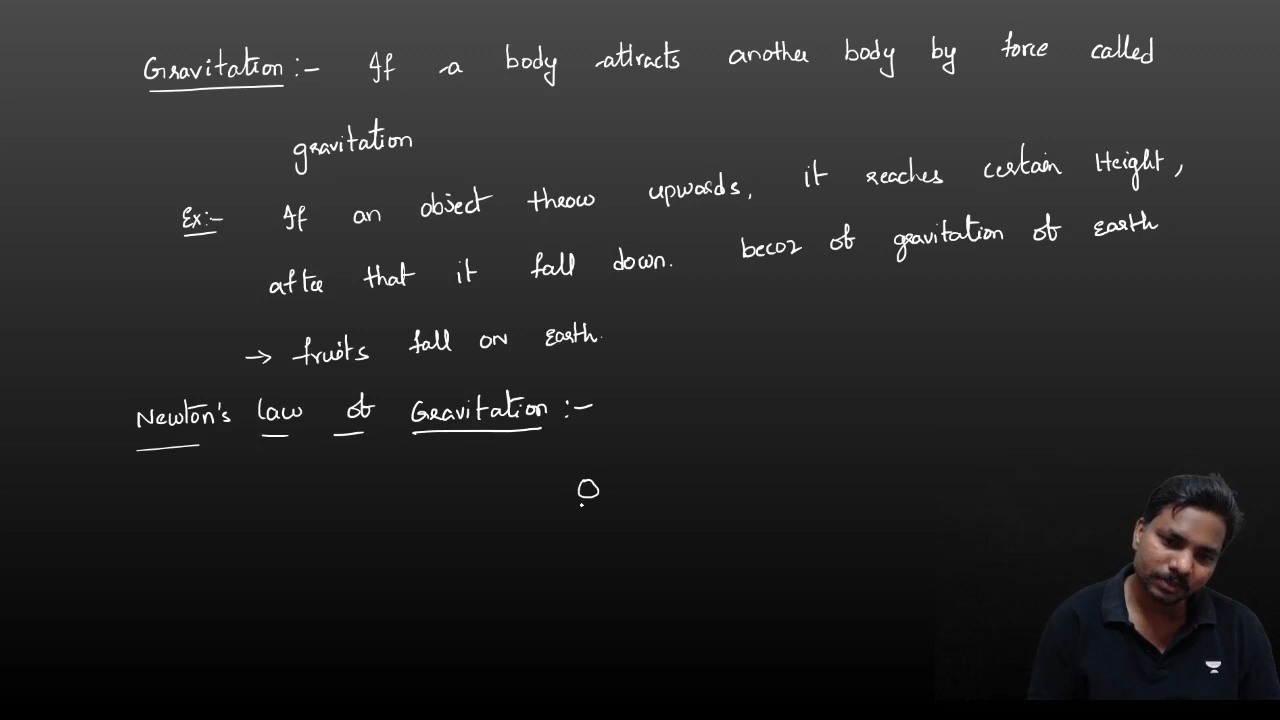 Gravitation :- If a body attracts another body by force called
gravitation
Ex:- If an object throw upwards, it reaches certain Height,
after that it fall down. becoz of gravitation of Earth
→ fruits fall on Earth.
Newton's law of Gravitation :-